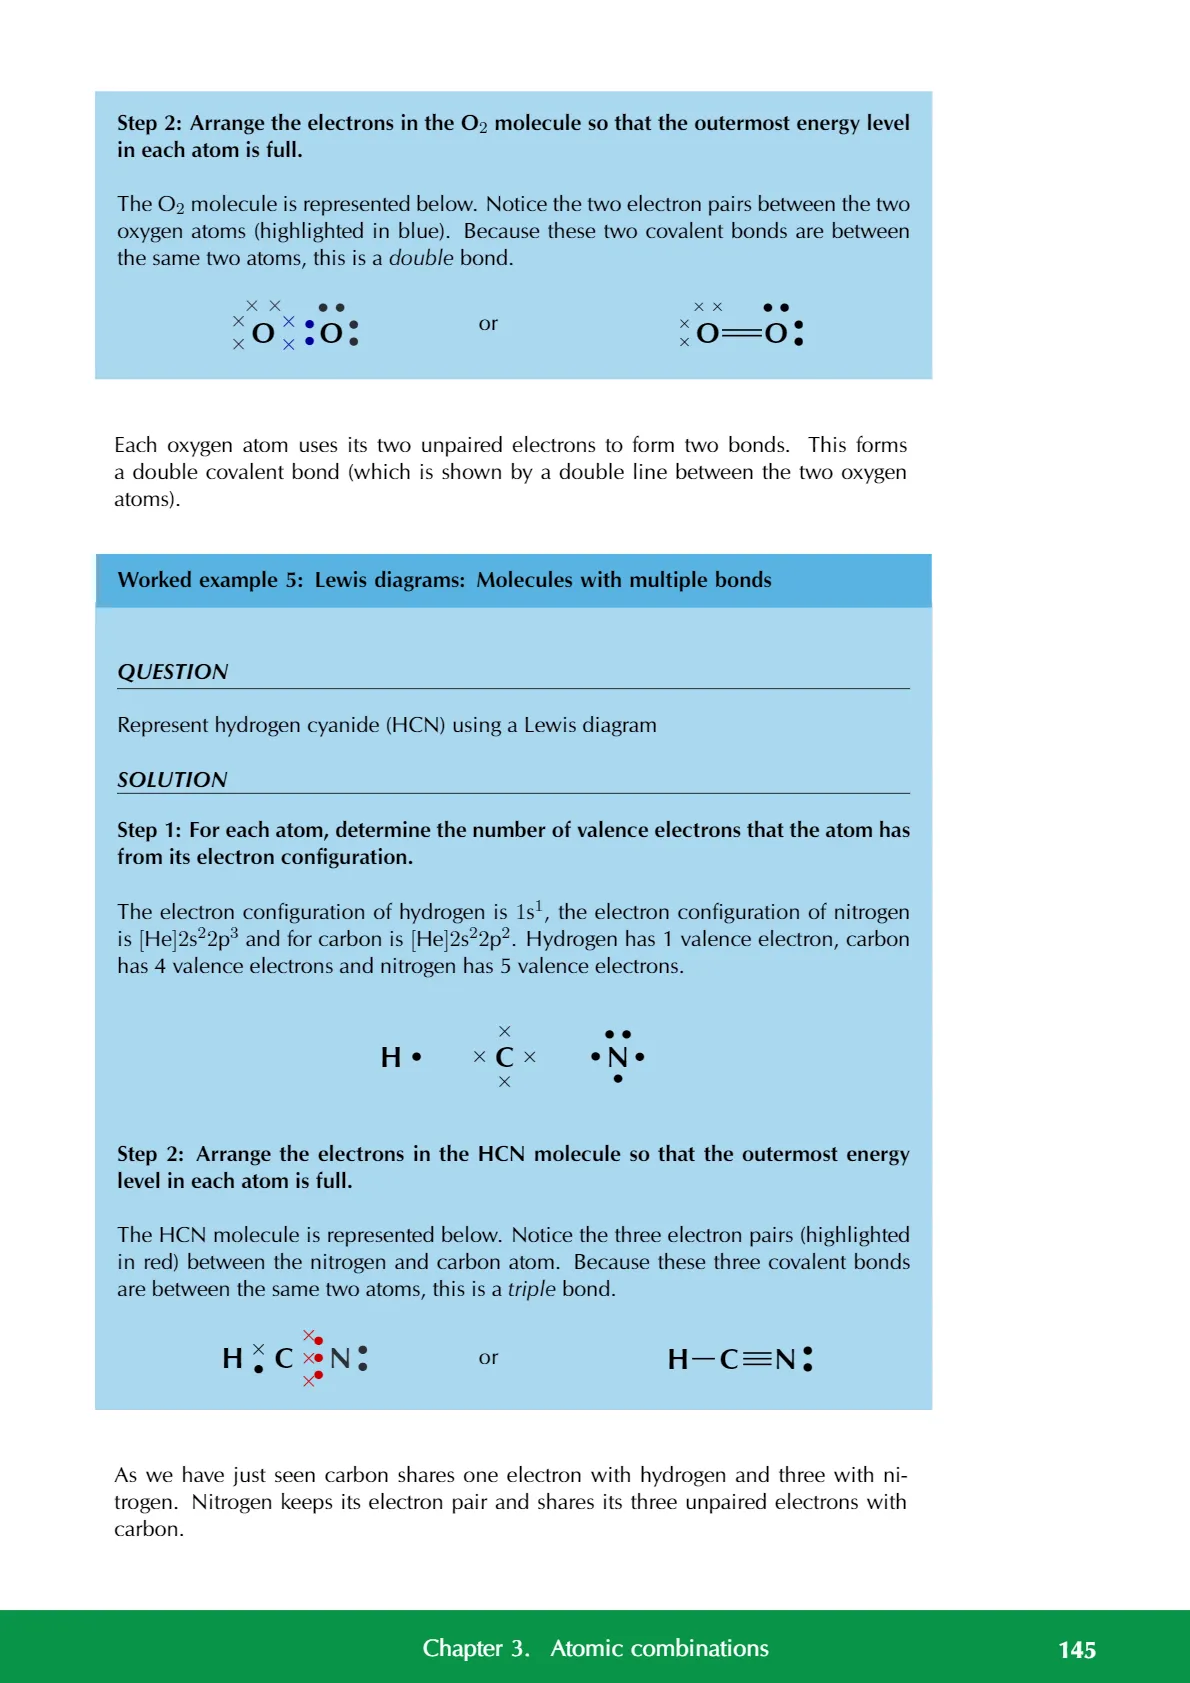 Step 2: Arrange the electrons in the O₂ molecule so that the outermost energy level
in each atom is full.
The O₂ molecule is represented below. Notice the two electron pairs between the two
oxygen atoms (highlighted in blue). Because these two covalent bonds are between
the same two atoms, this is a double bond.
O O or O O
Each oxygen atom uses its two unpaired electrons to form two bonds. This forms
a double covalent bond (which is shown by a double line between the two oxygen
atoms).
Worked example 5: Lewis diagrams: Molecules with multiple bonds
QUESTION
Represent hydrogen cyanide (HCN) using a Lewis diagram
SOLUTION
Step 1: For each atom, determine the number of valence electrons that the atom has
from its electron configuration.
The electron configuration of hydrogen is 1s¹, the electron configuration of nitrogen
is [He]2s²2p³ and for carbon is [He]2s²2p². Hydrogen has 1 valence electron, carbon
has 4 valence electrons and nitrogen has 5 valence electrons.
H C N
Step 2: Arrange the electrons in the HCN molecule so that the outermost energy
level in each atom is full.
The HCN molecule is represented below. Notice the three electron pairs (highlighted
in red) between the nitrogen and carbon atom. Because these three covalent bonds
are between the same two atoms, this is a triple bond.
H C N or H C N
As we have just seen carbon shares one electron with hydrogen and three with ni-
trogen. Nitrogen keeps its electron pair and shares its three unpaired electrons with
carbon.
Chapter 3. Atomic combinations 145